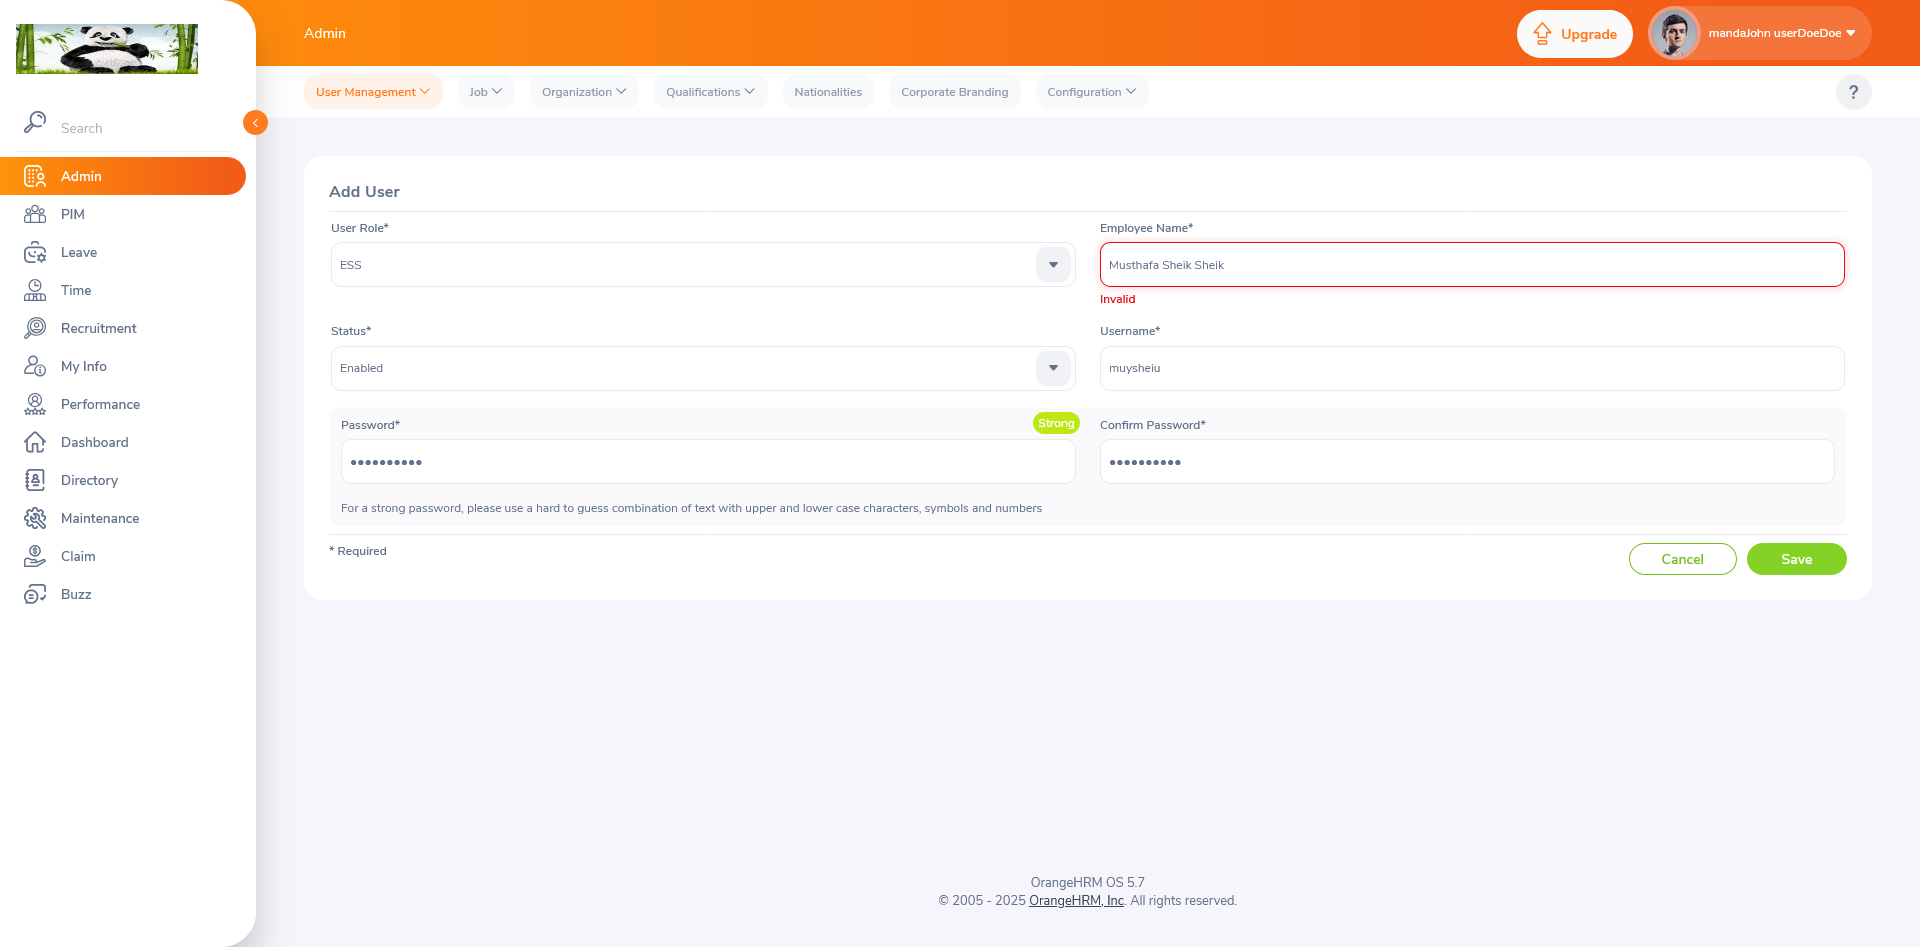 Admin
Upgrade
mandaJohn userDoeDoe
User Management
Job
Organization
Qualifications
Nationalities
Corporate Branding
Configuration
?
Search
Admin
PIM
Leave
Time
Recruitment
My Info
Performance
Dashboard
Directory
Maintenance
Claim
Buzz
Add User
User Role*
Employee Name*
ESS
Musthafa Sheik Sheik
Invalid
Status*
Username*
Enabled
muysheiu
Password*
Strong
Confirm Password*
••••••••••
••••••••••
For a strong password, please use a hard to guess combination of text with upper and lower case characters, symbols and numbers
* Required
Cancel
Save
OrangeHRM OS 5.7
© 2005 - 2025 OrangeHRM, Inc. All rights reserved.